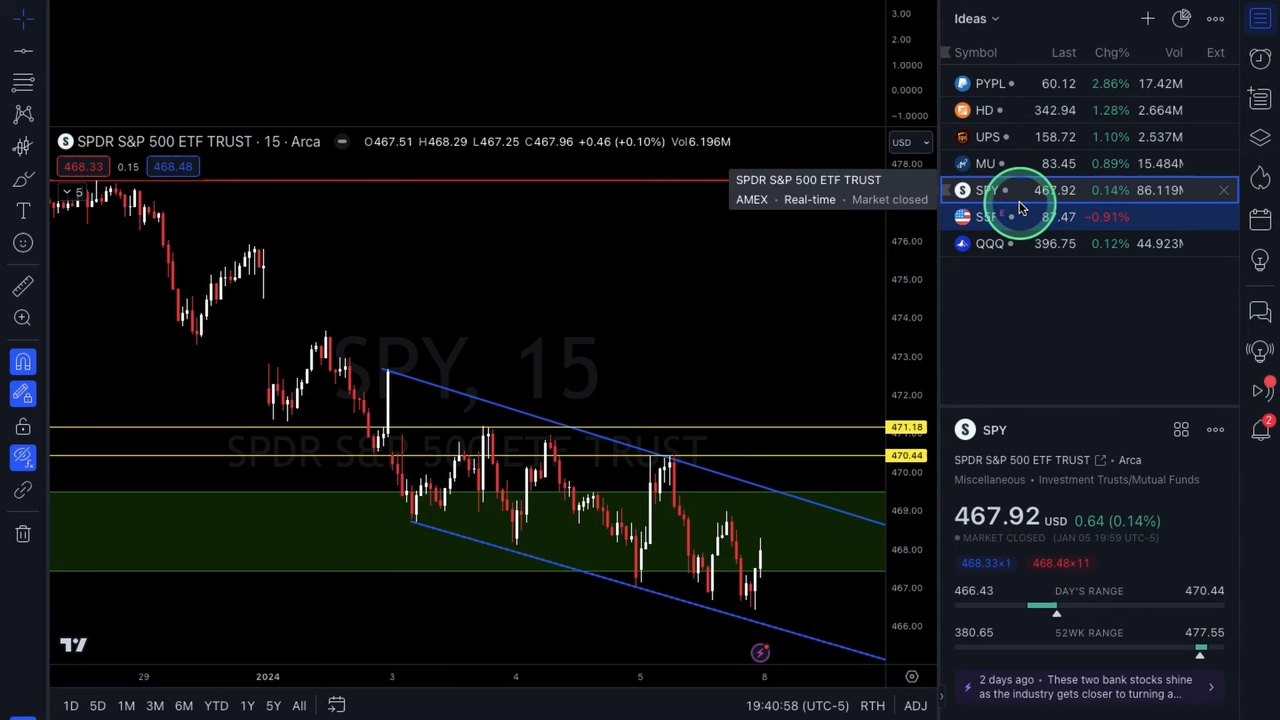 3.00
2.00
1.0000
0.0000
−1.0000
SPDR S&P 500 ETF TRUST · 15 · Arca
O467.51 H468.29 L467.25 C467.96 +0.46 (+0.10%) Vol6.196M
USD
468.33 0.15 468.48
5
478.00
SPDR S&P 500 ETF TRUST
AMEX • Real-time • Market closed
476.00
475.00
474.00
473.00
472.00
471.18
470.44
470.00
469.00
468.00
467.00
466.00
SPY, 15
SPDR S&P 500 ETF TRUST
29 2024 3 4 5 8
1D 5D 1M 3M 6M YTD 1Y 5Y All
19:40:58 (UTC-5) RTH ADJ
Ideas
Symbol Last Chg% Vol Ext
PYPL 60.12 2.86% 17.42M
HD 342.94 1.28% 2.664M
UPS 158.72 1.10% 2.537M
MU 83.45 0.89% 15.484M
SPY 467.92 0.14% 86.119M
E 87.47 −0.91%
QQQ 396.75 0.12% 44.923M
SPY
SPDR S&P 500 ETF TRUST • Arca
Miscellaneous • Investment Trusts/Mutual Funds
467.92 USD 0.64 (0.14%)
MARKET CLOSED (JAN 05 19:59 UTC-5)
468.33×1 468.48×11
466.43 DAY'S RANGE 470.44
380.65 52WK RANGE 477.55
2 days ago • These two bank stocks shine
as the industry gets closer to turning a...
2